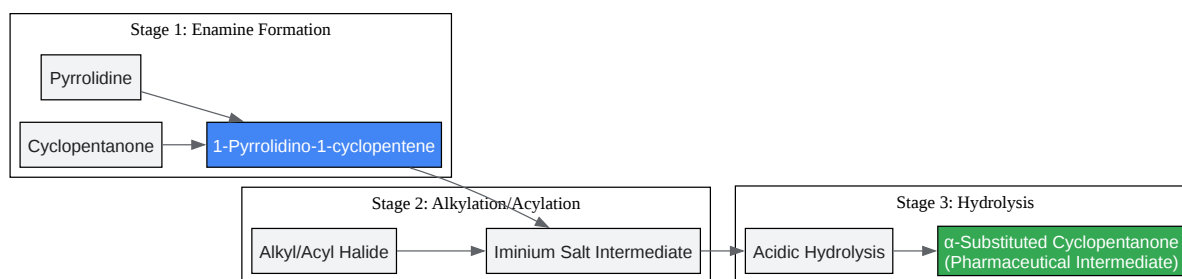 Stage 1: Enamine Formation
Pyrrolidine
Cyclopentanone
1-Pyrrolidino-1-cyclopentene
Stage 2: Alkylation/Acylation
Alkyl/Acyl Halide
Iminium Salt Intermediate
Stage 3: Hydrolysis
Acidic Hydrolysis
α-Substituted Cyclopentanone
(Pharmaceutical Intermediate)